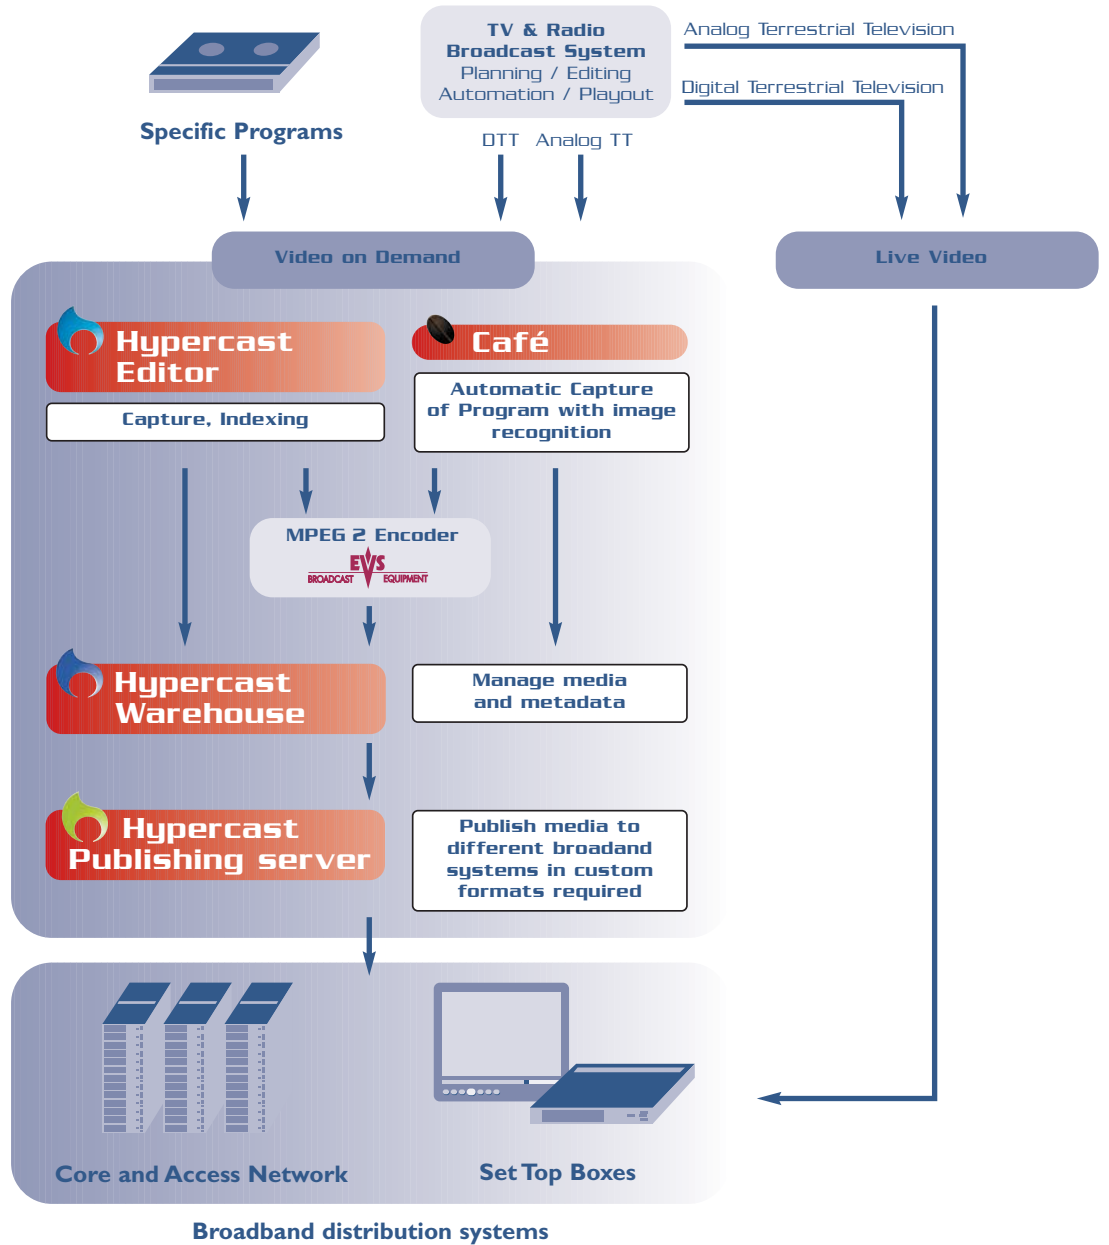 TV & Radio
Broadcast System
Planning / Editing
Automation / Playout
Analog Terrestrial Television
Digital Terrestrial Television
Specific Programs
DTT
Analog TT
Video on Demand
Live Video
Hypercast
Editor
Capture, Indexing
Café
Automatic Capture
of Program with image
recognition
MPEG 2 Encoder
EVS
BROADCAST EQUIPMENT
Hypercast
Warehouse
Manage media
and metadata
Hypercast
Publishing server
Publish media to
different broadand
systems in custom
formats required
Core and Access Network
Set Top Boxes
Broadband distribution systems